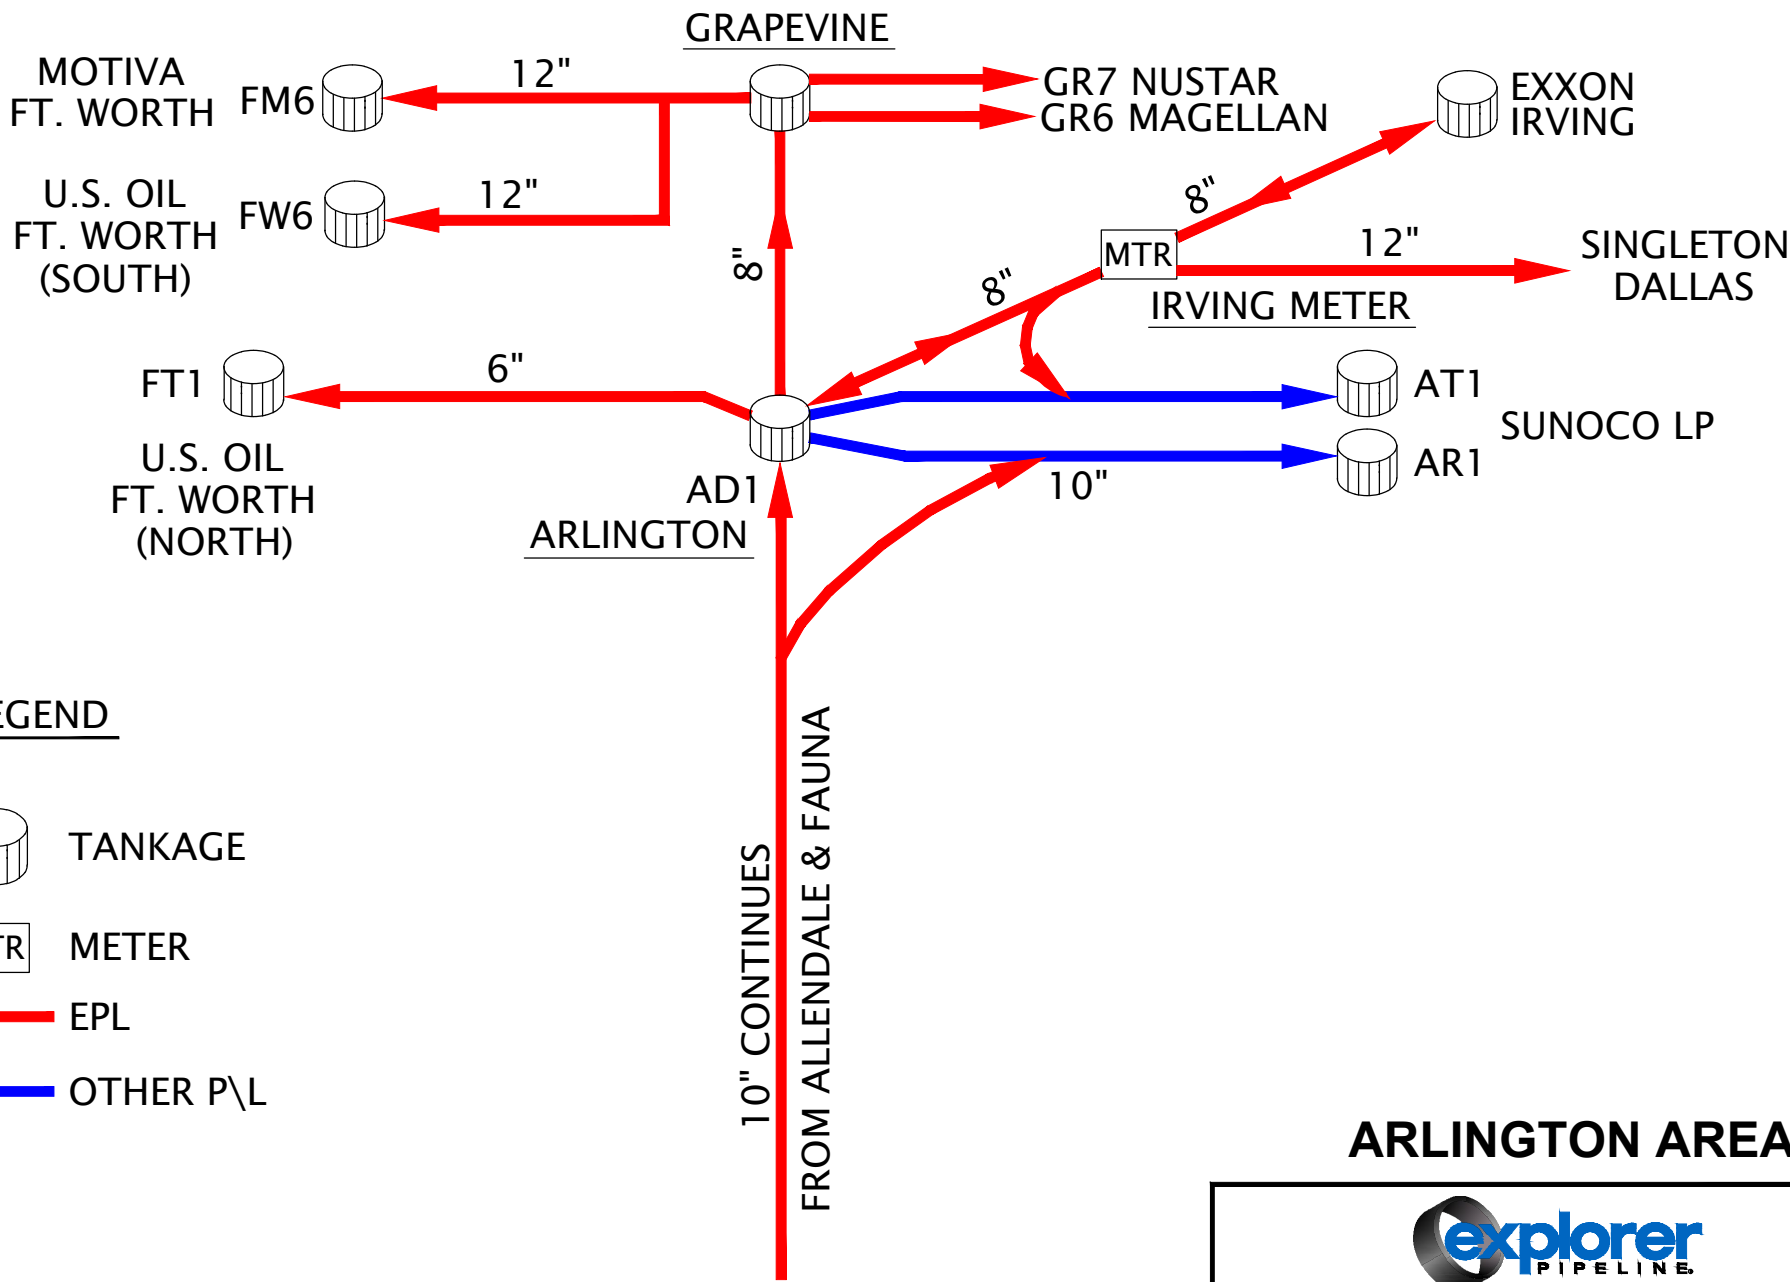 GRAPEVINE
MOTIVA
FT. WORTH
FM6
12"
GR7 NUSTAR
GR6 MAGELLAN
EXXON
IRVING
U.S. OIL
FT. WORTH
(SOUTH)
FW6
12"
8"
8"
MTR
12"
SINGLETON
DALLAS
8"
IRVING METER
FT1
6"
AT1
SUNOCO LP
AR1
U.S. OIL
FT. WORTH
(NORTH)
AD1
ARLINGTON
10"
EGEND
TANKAGE
TR
METER
EPL
OTHER P\L
10" CONTINUES
FROM ALLENDALE & FAUNA
ARLINGTON AREA
explorer
PIPELINE.